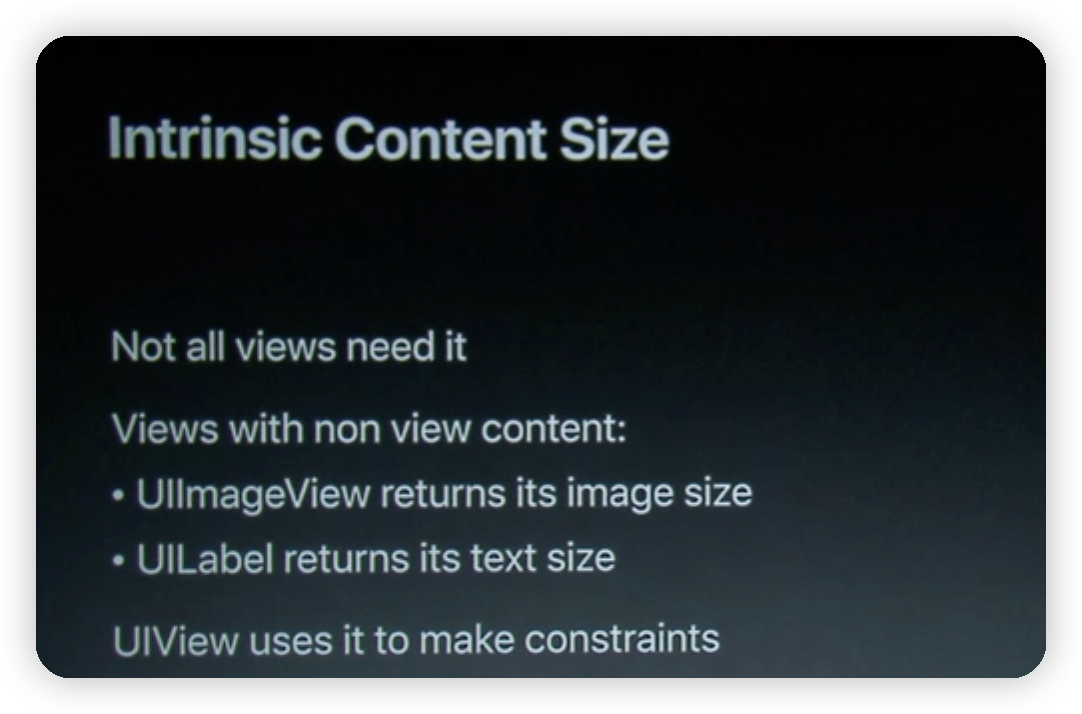 Intrinsic Content Size
Not all views need it
Views with non view content:
• UIImageView returns its image size
• UILabel returns its text size
UIView uses it to make constraints